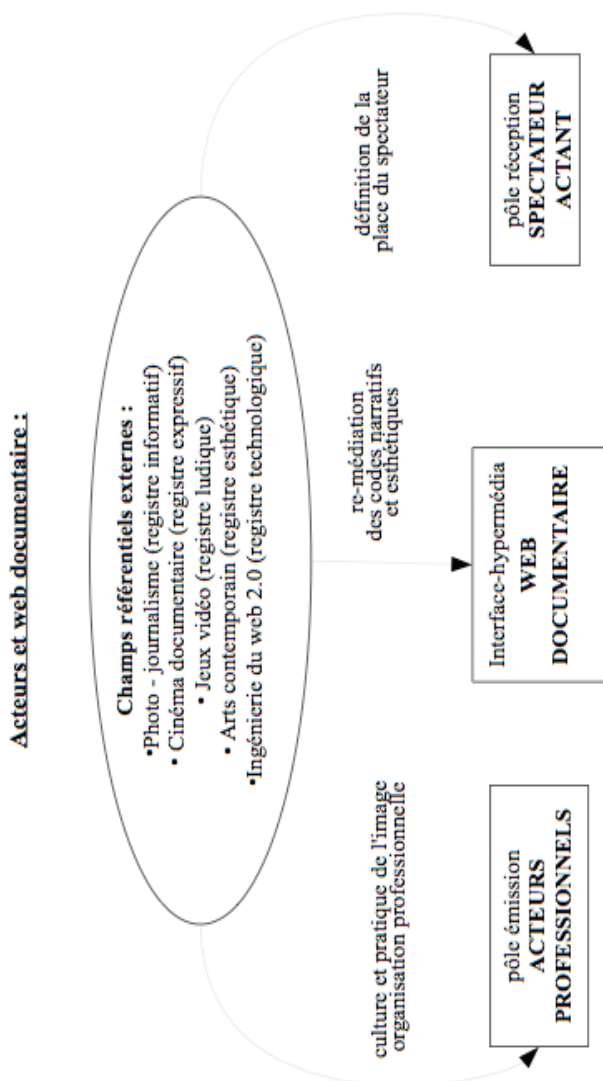 Acteurs et web documentaire :
Champs référentiels externes :
•Photo - journalisme (registre informatif)
• Cinéma documentaire (registre expressif)
• Jeux vidéo (registre ludique)
• Arts contemporain (registre esthétique)
•Ingénierie du web 2.0 (registre technologique)
culture et pratique de l'image
organisation professionnelle
re-médiation
des codes narratifs
et esthétiques
définition de la
place du spectateur
pôle émission
ACTEURS
PROFESSIONNELS
Interface-hypermédia
WEB
DOCUMENTAIRE
pôle réception
SPECTATEUR
ACTANT